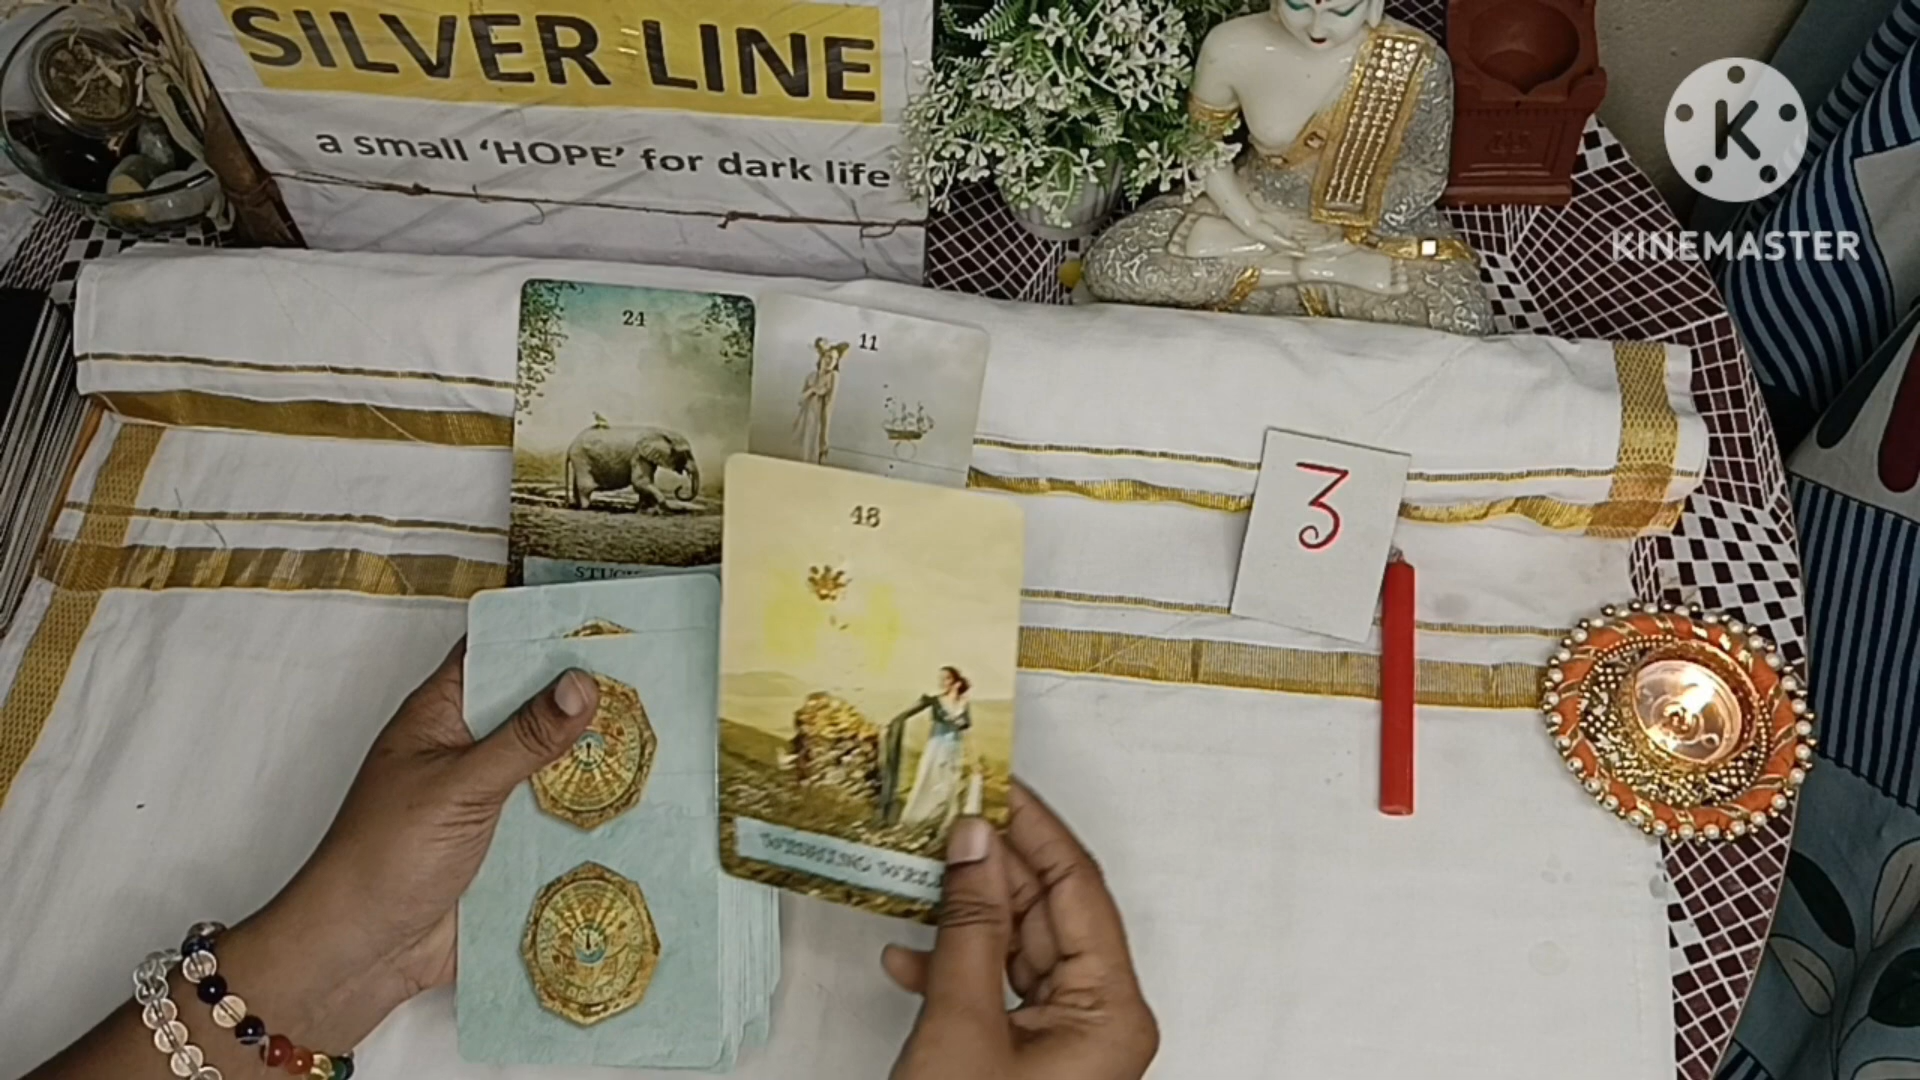 SILVER LINE
a small ‘HOPE’ for dark life
K
KINEMASTER
24
11
3
48